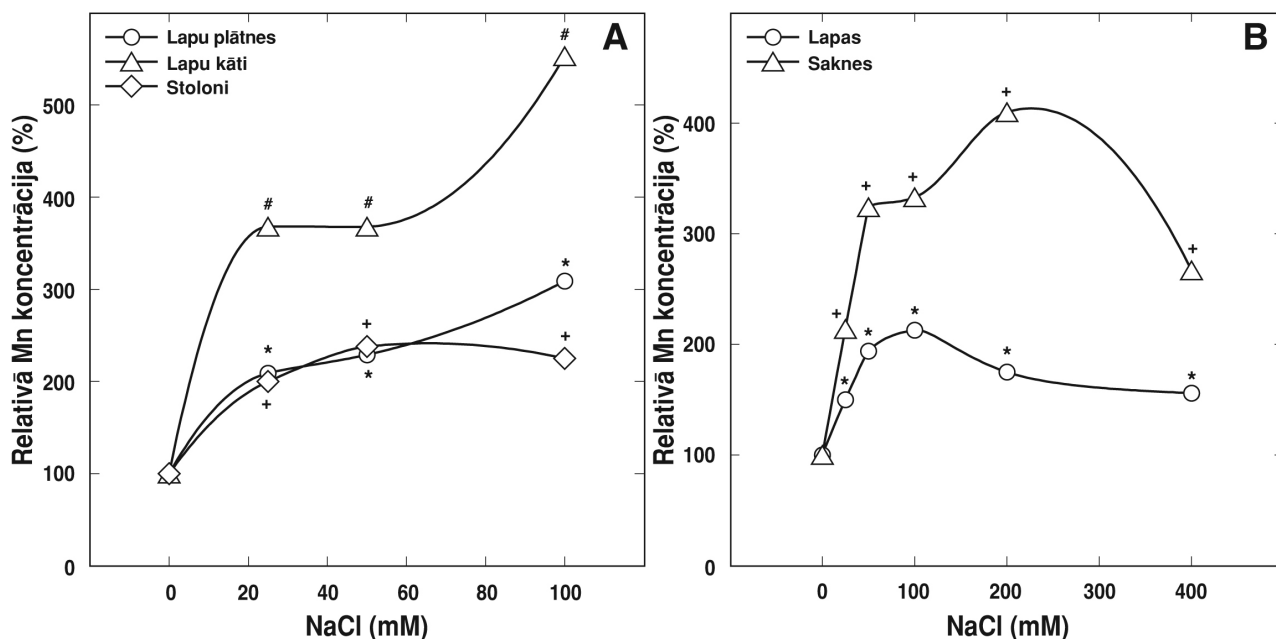 A
Lapu plātnes
Lapu kāti
Stoloni
Relatīvā Mn koncentrācija (%)
500
400
300
200
100
0
# # # #
* * *
+ + +
0 20 40 60 80 100
NaCl (mM)
B
Lapas
Saknes
Relatīvā Mn koncentrācija (%)
400
300
200
100
0
+ + + + +
* * * * *
0 100 200 300 400
NaCl (mM)